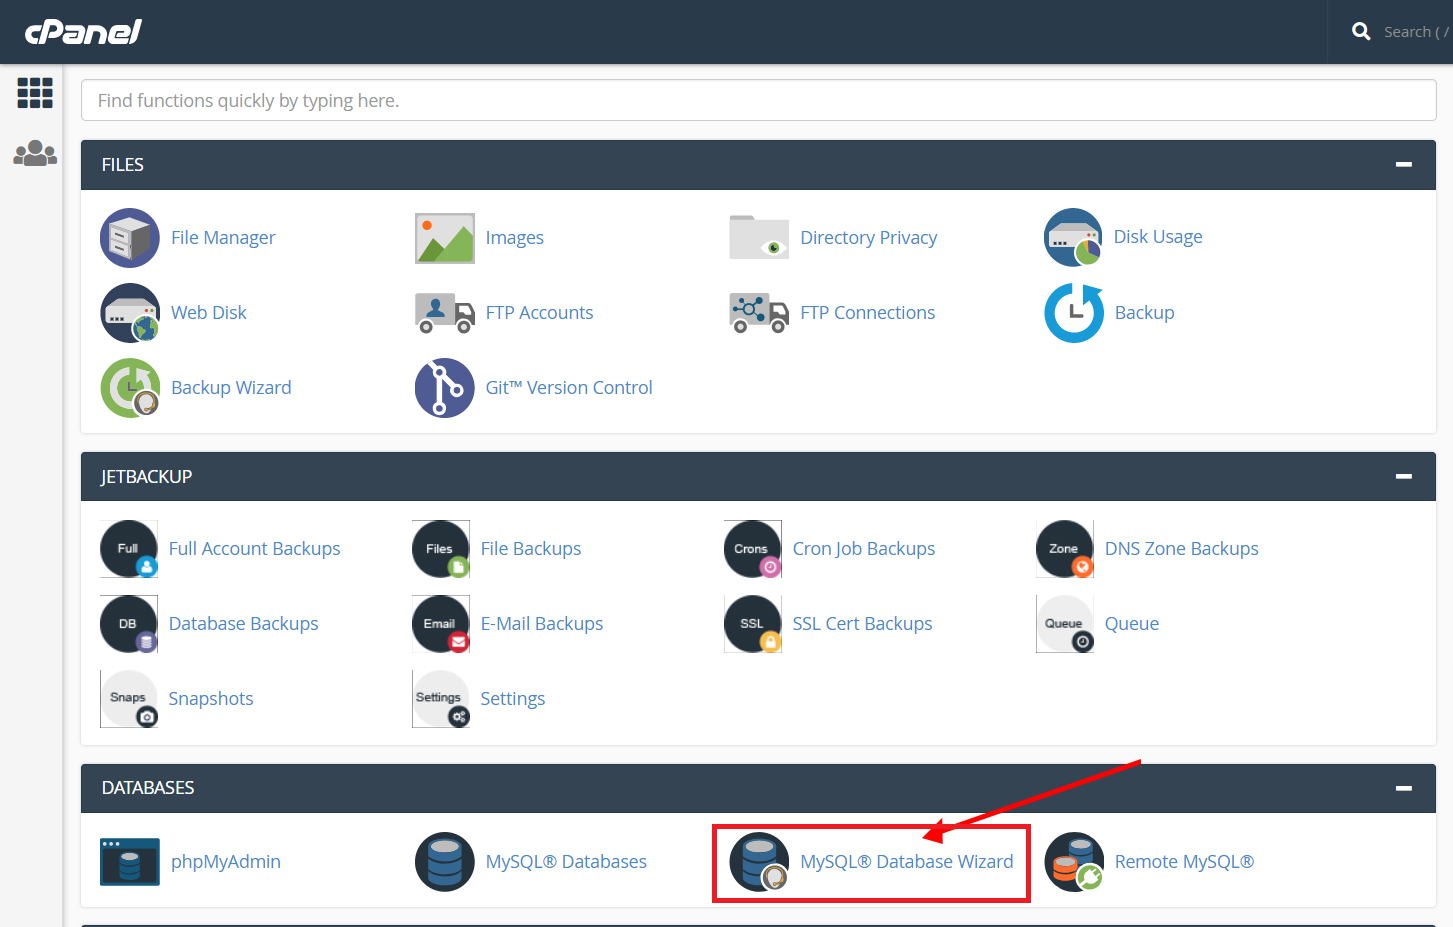 cPanel
Search ( /
Find functions quickly by typing here.
FILES
File Manager
Images
Directory Privacy
Disk Usage
Web Disk
FTP Accounts
FTP Connections
Backup
Backup Wizard
Git™ Version Control
JETBACKUP
Full
Full Account Backups
Files
File Backups
Crons
Cron Job Backups
Zone
DNS Zone Backups
DB
Database Backups
Email
E-Mail Backups
SSL
SSL Cert Backups
Queue
Queue
Snaps
Snapshots
Settings
Settings
DATABASES
phpMyAdmin
MySQL® Databases
MySQL® Database Wizard
Remote MySQL®